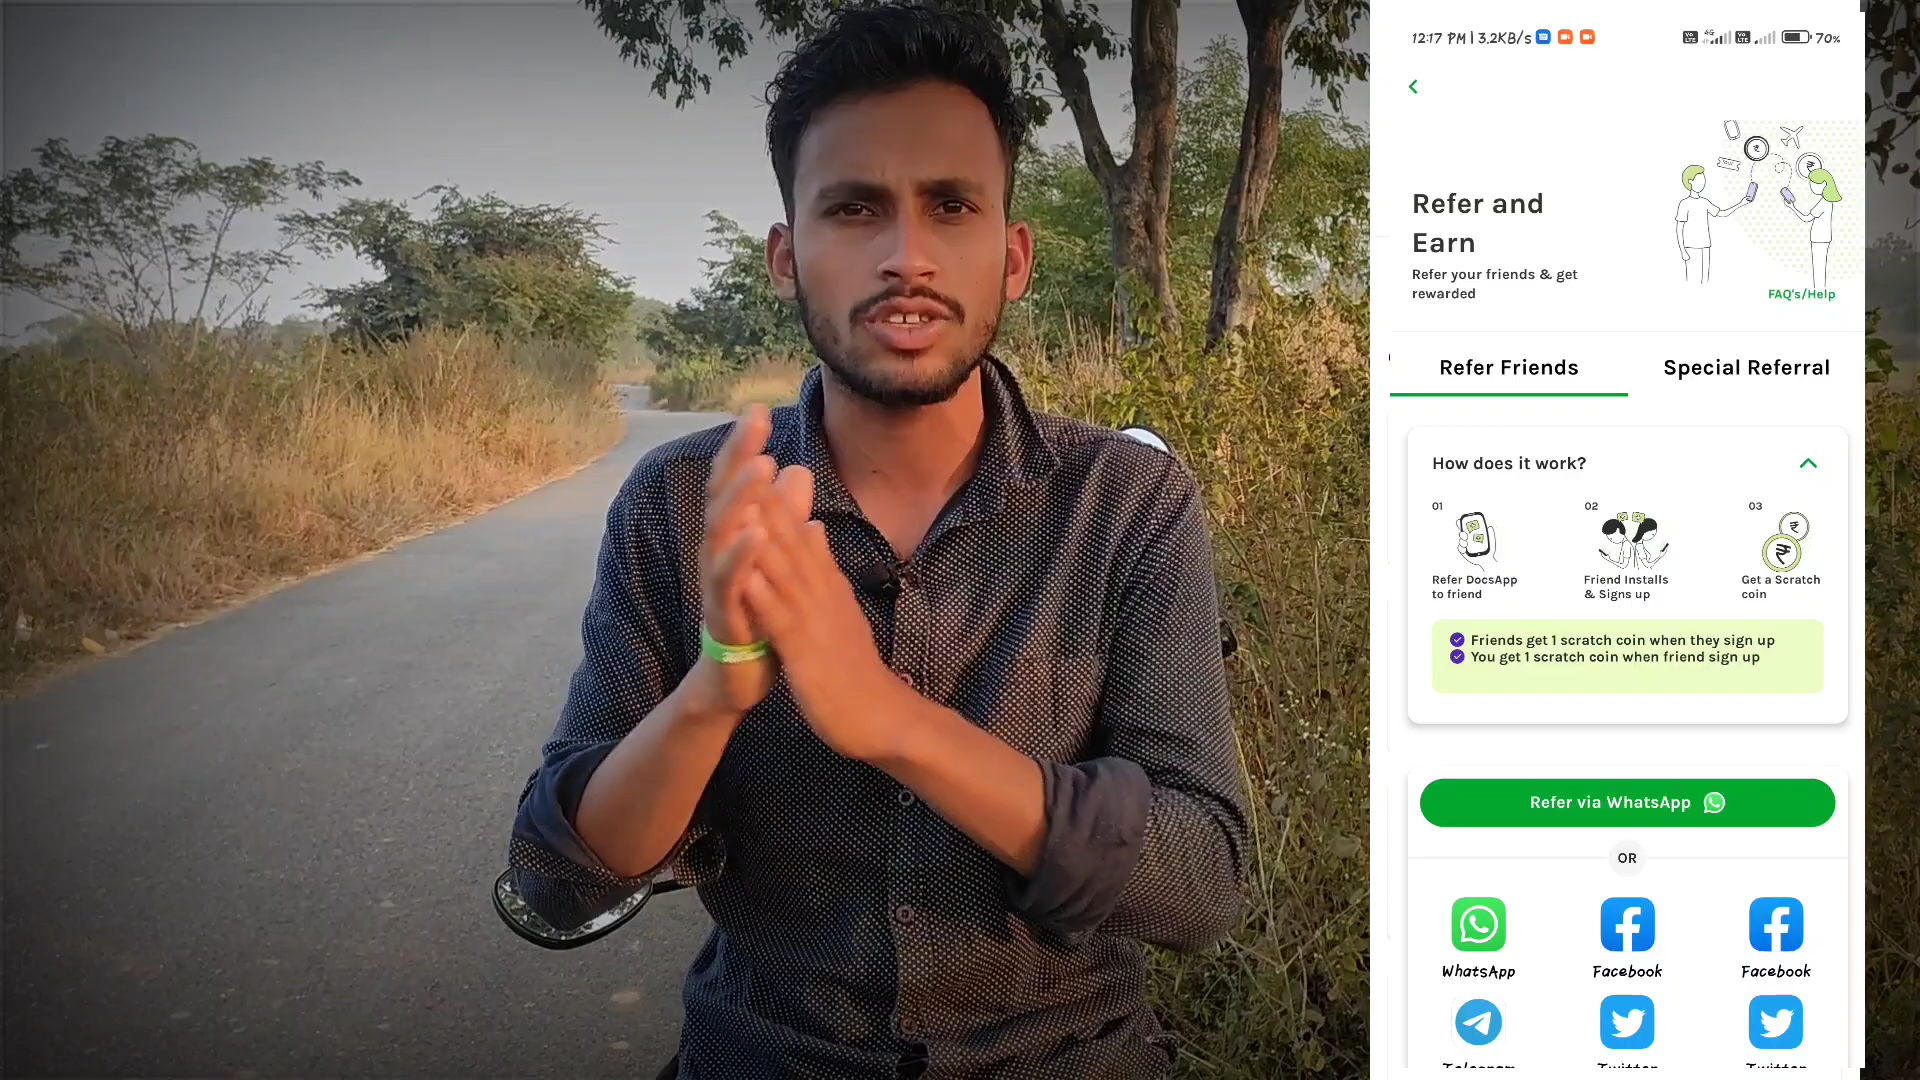 12:17 PM | 3.2KB/s
70%
Refer and
Earn
Refer your friends & get
rewarded
FAQ's/Help
Refer Friends
Special Referral
How does it work?
01
02
03
Refer DocsApp
to friend
Friend Installs
& Signs up
Get a Scratch
coin
Friends get 1 scratch coin when they sign up
You get 1 scratch coin when friend sign up
Refer via WhatsApp
OR
WhatsApp
Facebook
Facebook
Telegram
Twitter
Twitter